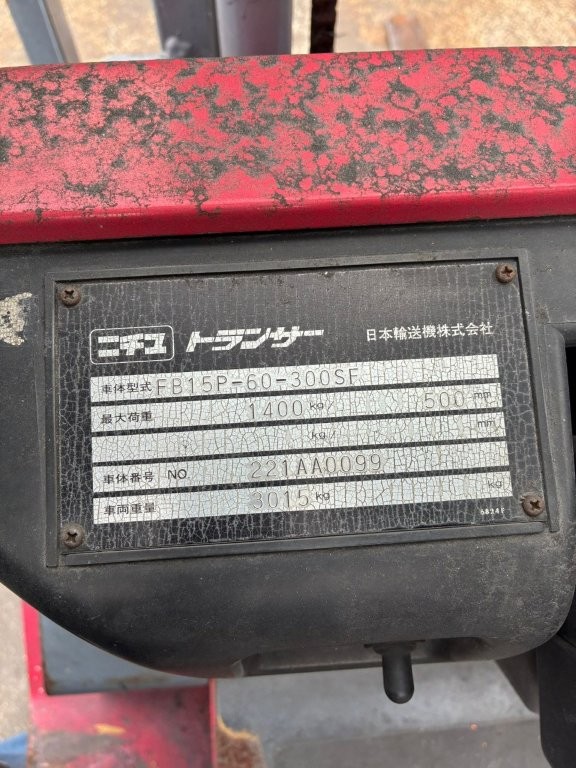 ニチユ トランサー 日本輸送機株式会社
車体型式 FB15P-60-300SF
最大荷重 1400 kg/ 500 mm
kg/ mm
車体番号 NO. 221AA0099
車両重量 3015 kg kg